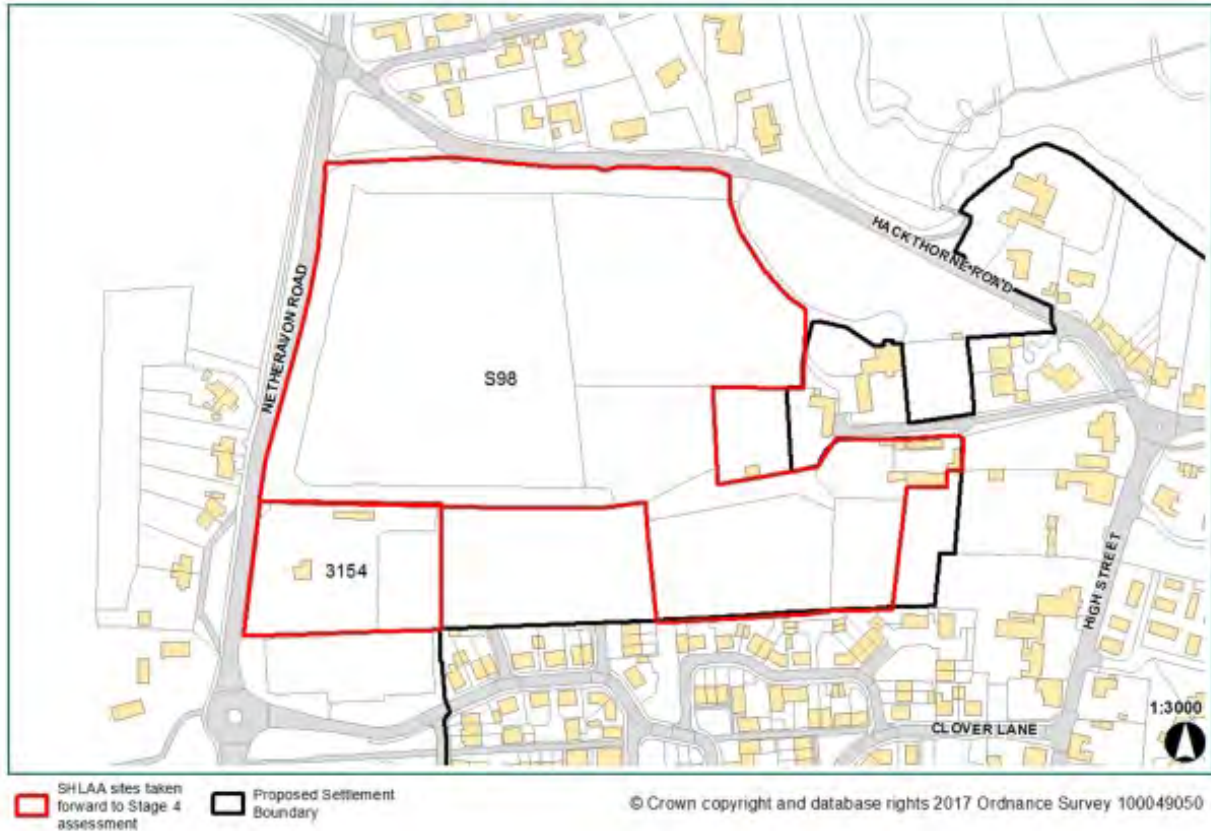 HACKTHORNE ROAD
NETHERAVON ROAD
S98
3154
HIGH STREET
1:3000
CLOVER LANE
SHLAA sites taken
forward to Stage 4
assessment
Proposed Settlement
Boundary
© Crown copyright and database rights 2017 Ordnance Survey 100049050